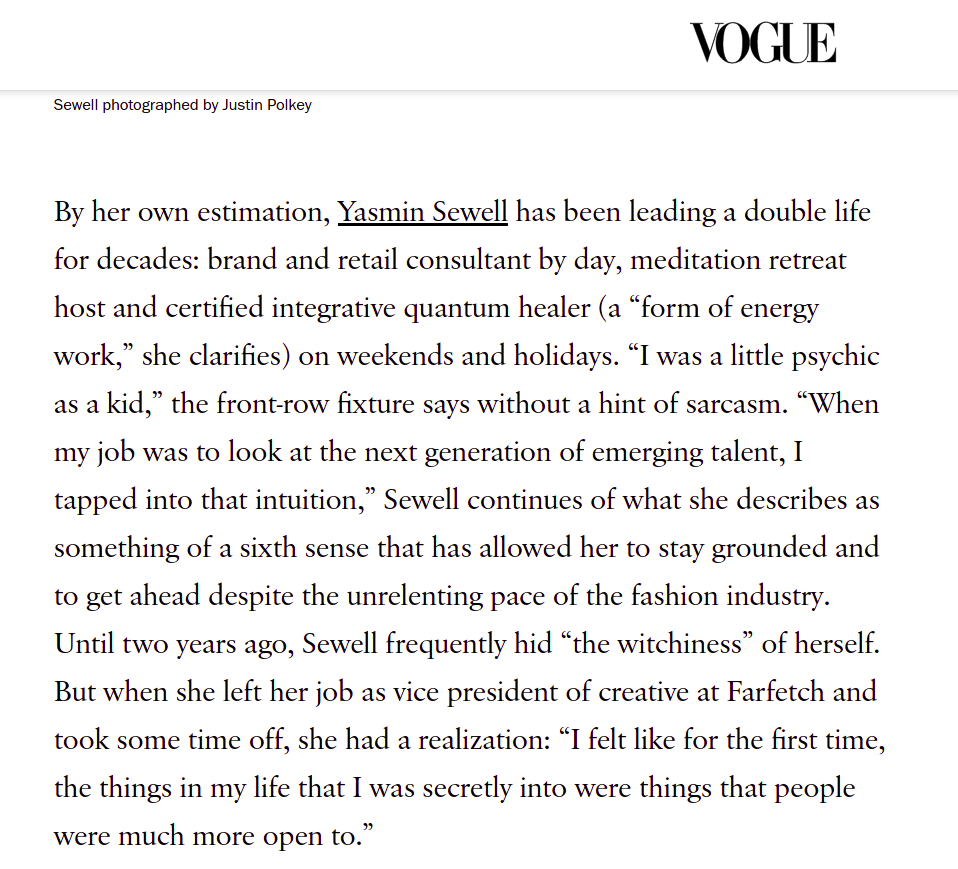 VOGUE
Sewell photographed by Justin Polkey
By her own estimation, Yasmin Sewell has been leading a double life
for decades: brand and retail consultant by day, meditation retreat
host and certified integrative quantum healer (a “form of energy
work,” she clarifies) on weekends and holidays. “I was a little psychic
as a kid,” the front-row fixture says without a hint of sarcasm. “When
my job was to look at the next generation of emerging talent, I
tapped into that intuition,” Sewell continues of what she describes as
something of a sixth sense that has allowed her to stay grounded and
to get ahead despite the unrelenting pace of the fashion industry.
Until two years ago, Sewell frequently hid “the witchiness” of herself.
But when she left her job as vice president of creative at Farfetch and
took some time off, she had a realization: “I felt like for the first time,
the things in my life that I was secretly into were things that people
were much more open to.”